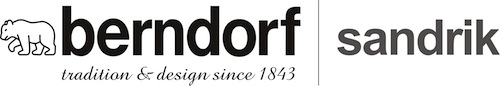 berndorf sandrik
tradition & design since 1843